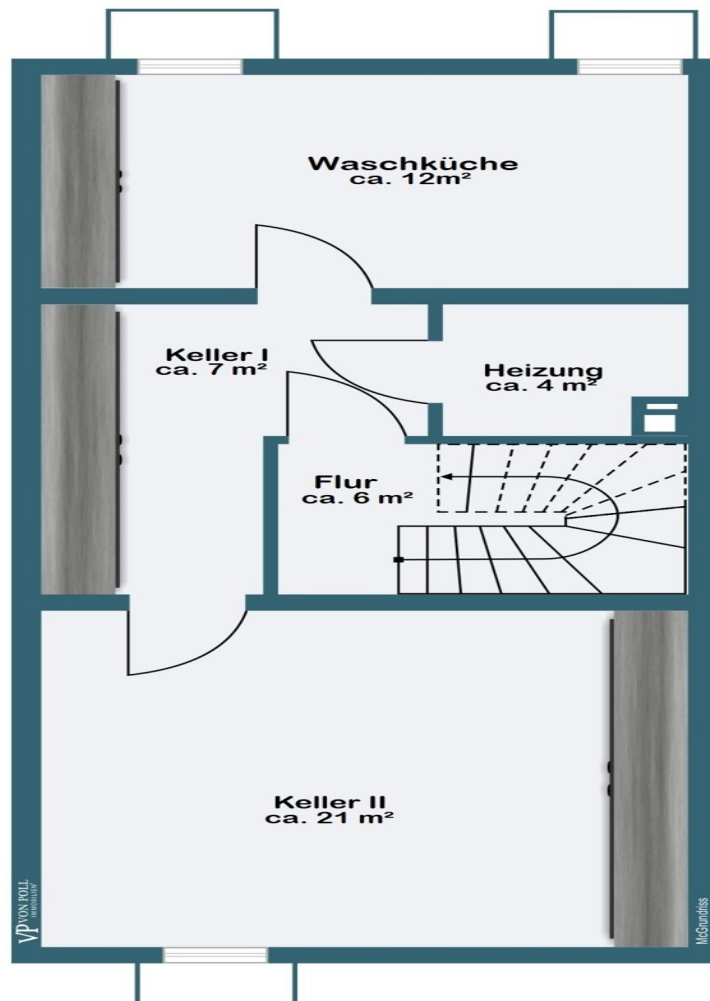 Waschküche
ca. 12m²
Keller I
ca. 7 m²
Heizung
ca. 4 m²
Flur
ca. 6 m²
Keller II
ca. 21 m²
VP VON POLL
IMMOBILIEN
McGrundriss